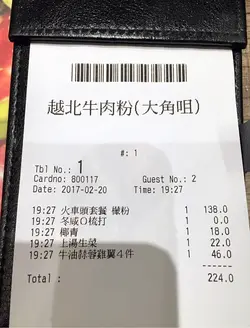 越北牛肉粉(大角咀)
#: 1
Tbl No.: 1
Cardno: 800117 Guest No.: 2
Date: 2017-02-20 Time: 19:27
19:27 火車頭套餐 檬粉 1 138.0
19:27 冬咸O梳打 1 0.0
19:27 椰青 1 18.0
19:27 上湯生菜 1 22.0
19:27 牛油蒜蓉雞翼4件 1 46.0
Total: 224.0